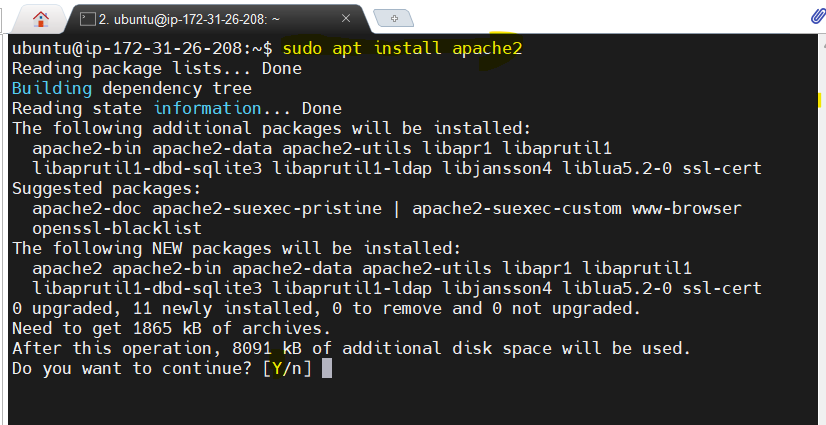 2. ubuntu@ip-172-31-26-208: ~
ubuntu@ip-172-31-26-208:~$ sudo apt install apache2
Reading package lists... Done
Building dependency tree
Reading state information... Done
The following additional packages will be installed:
  apache2-bin apache2-data apache2-utils libapr1 libaprutil1
  libaprutil1-dbd-sqlite3 libaprutil1-ldap libjansson4 liblua5.2-0 ssl-cert
Suggested packages:
  apache2-doc apache2-suexec-pristine | apache2-suexec-custom www-browser
  openssl-blacklist
The following NEW packages will be installed:
  apache2 apache2-bin apache2-data apache2-utils libapr1 libaprutil1
  libaprutil1-dbd-sqlite3 libaprutil1-ldap libjansson4 liblua5.2-0 ssl-cert
0 upgraded, 11 newly installed, 0 to remove and 0 not upgraded.
Need to get 1865 kB of archives.
After this operation, 8091 kB of additional disk space will be used.
Do you want to continue? [Y/n]